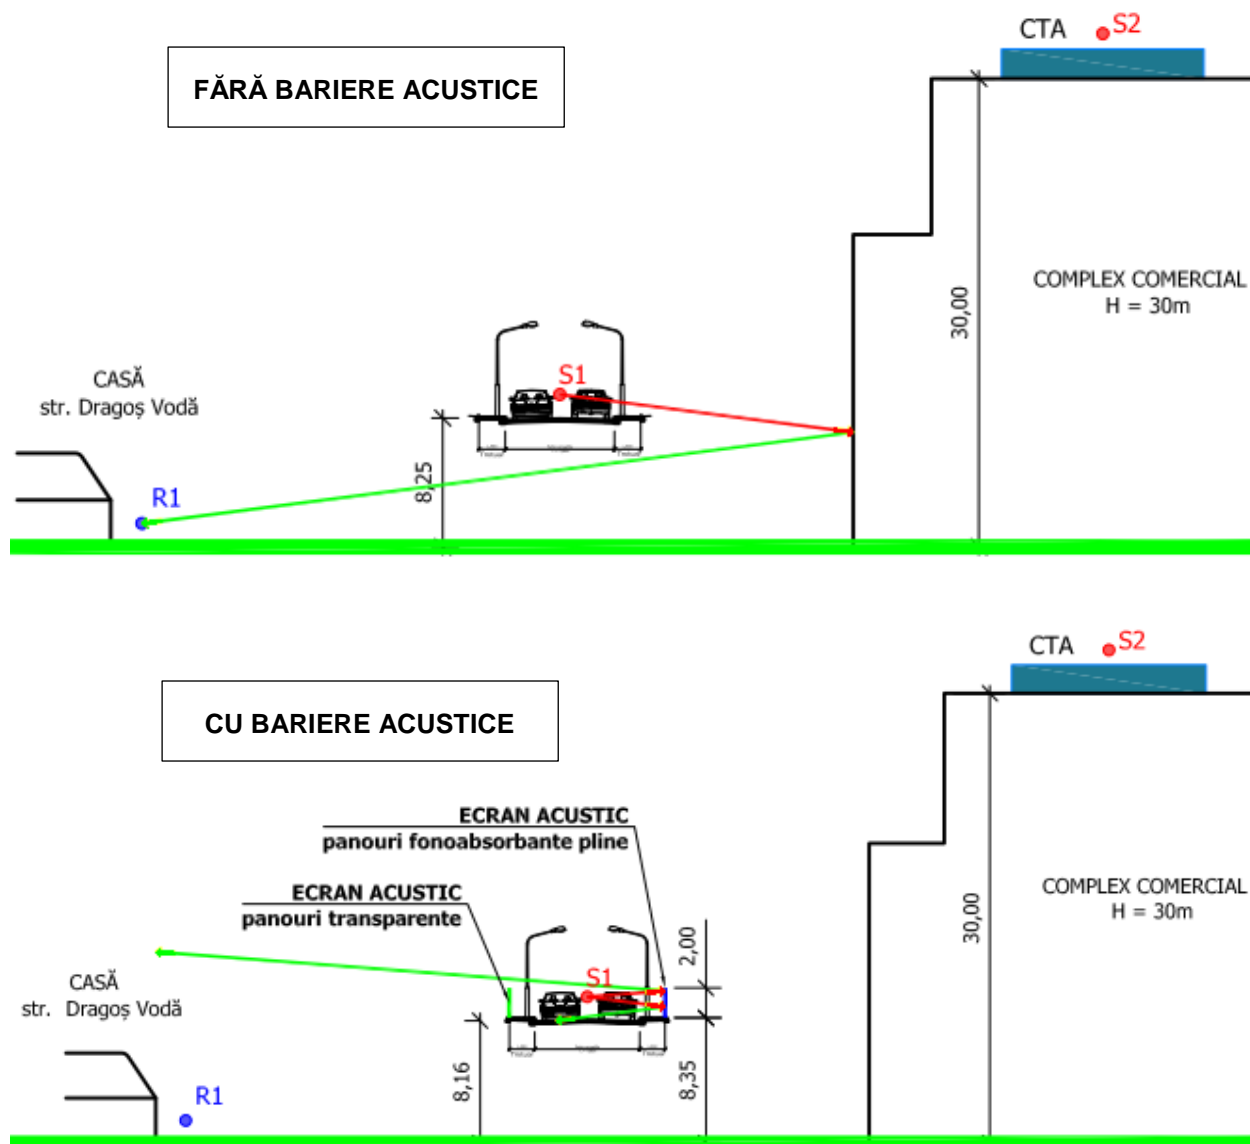 CTA
S2
FĂRĂ BARIERE ACUSTICE
COMPLEX COMERCIAL
H = 30m
30,00
S1
CASĂ
str. Dragoș Vodă
8,25
R1
CTA
S2
CU BARIERE ACUSTICE
ECRAN ACUSTIC
panouri fonoabsorbante pline
ECRAN ACUSTIC
panouri transparente
COMPLEX COMERCIAL
H = 30m
30,00
2,00
S1
CASĂ
str. Dragoș Vodă
8,16
8,35
R1